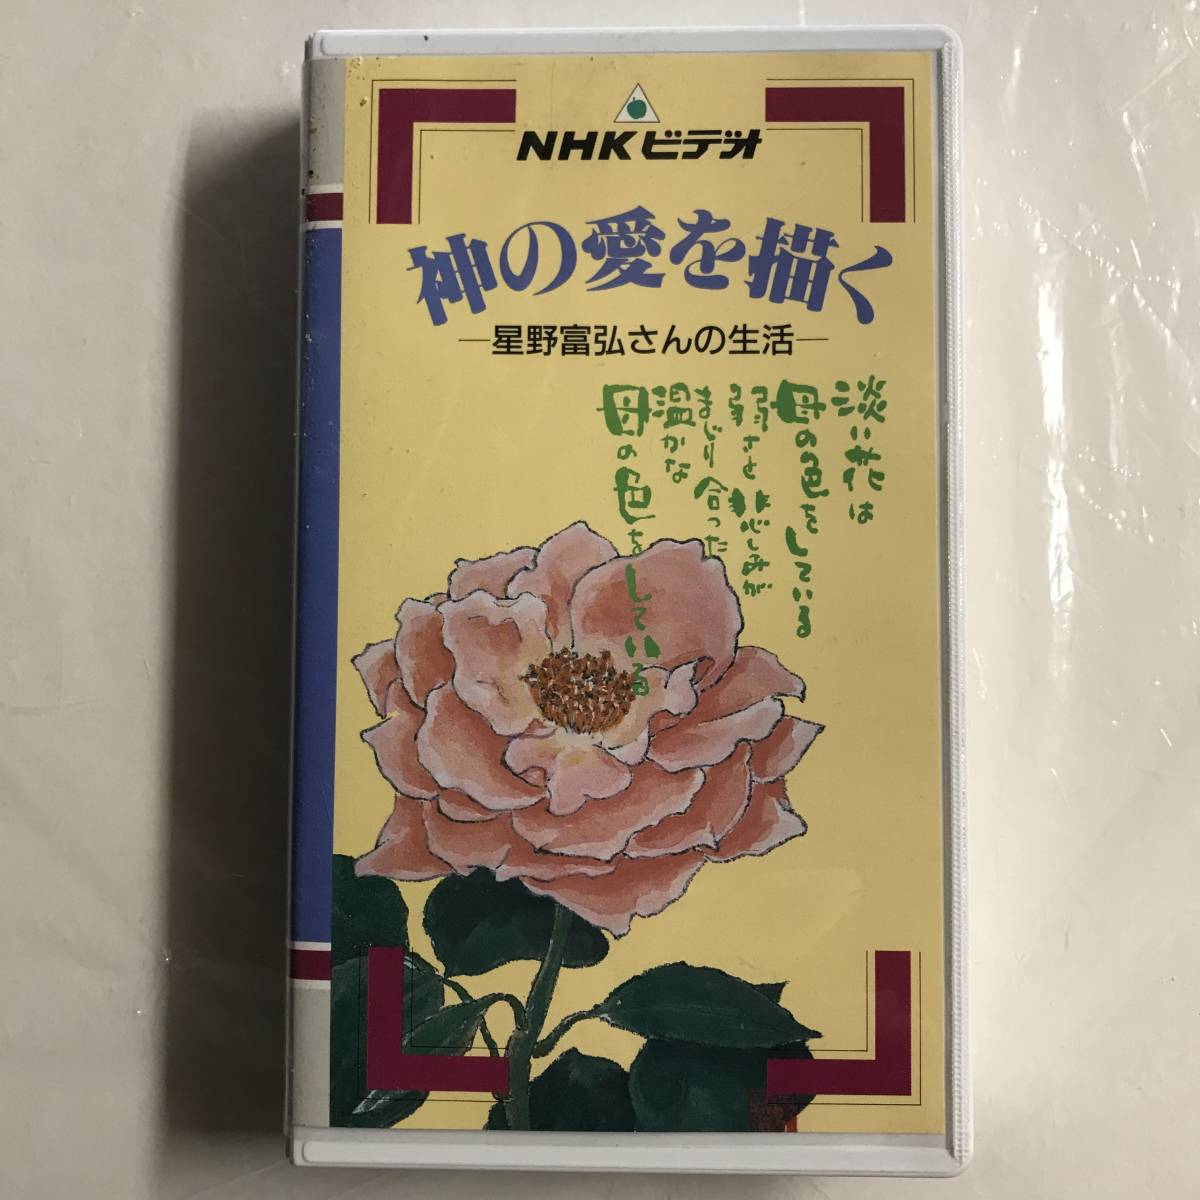 NHKビデオ
神の愛を描く
―星野富弘さんの生活―
淡い花は
母の色をしている
弱さと悲しみが
まじり合った
温かな
母の色をしている